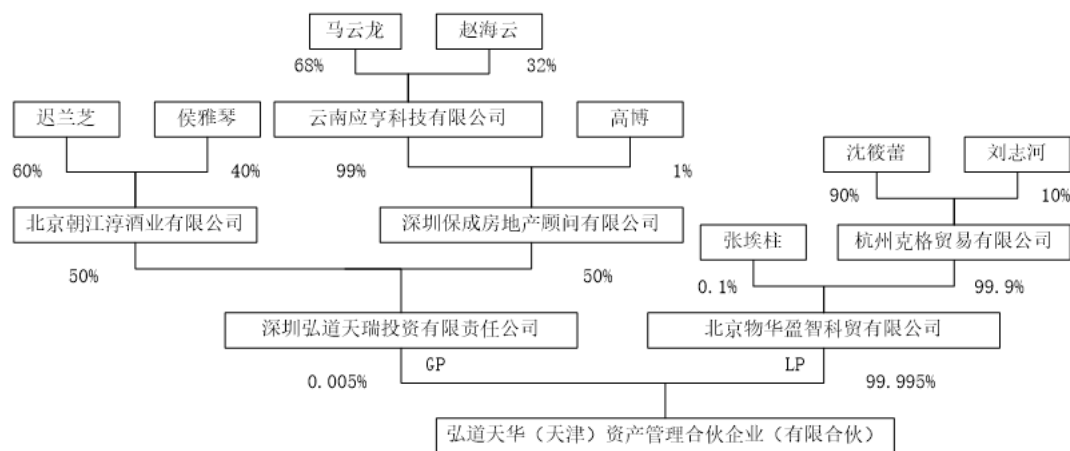 马云龙
赵海云
68%
32%
迟兰芝
侯雅琴
云南应亨科技有限公司
高博
沈筱蕾
刘志河
60%
40%
99%
1%
90%
10%
北京朝江淳酒业有限公司
深圳保成房地产顾问有限公司
张埃柱
杭州克格贸易有限公司
50%
50%
0.1%
99.9%
深圳弘道天瑞投资有限责任公司
北京物华盈智科贸有限公司
GP
LP
0.005%
99.995%
弘道天华（天津）资产管理合伙企业（有限合伙）